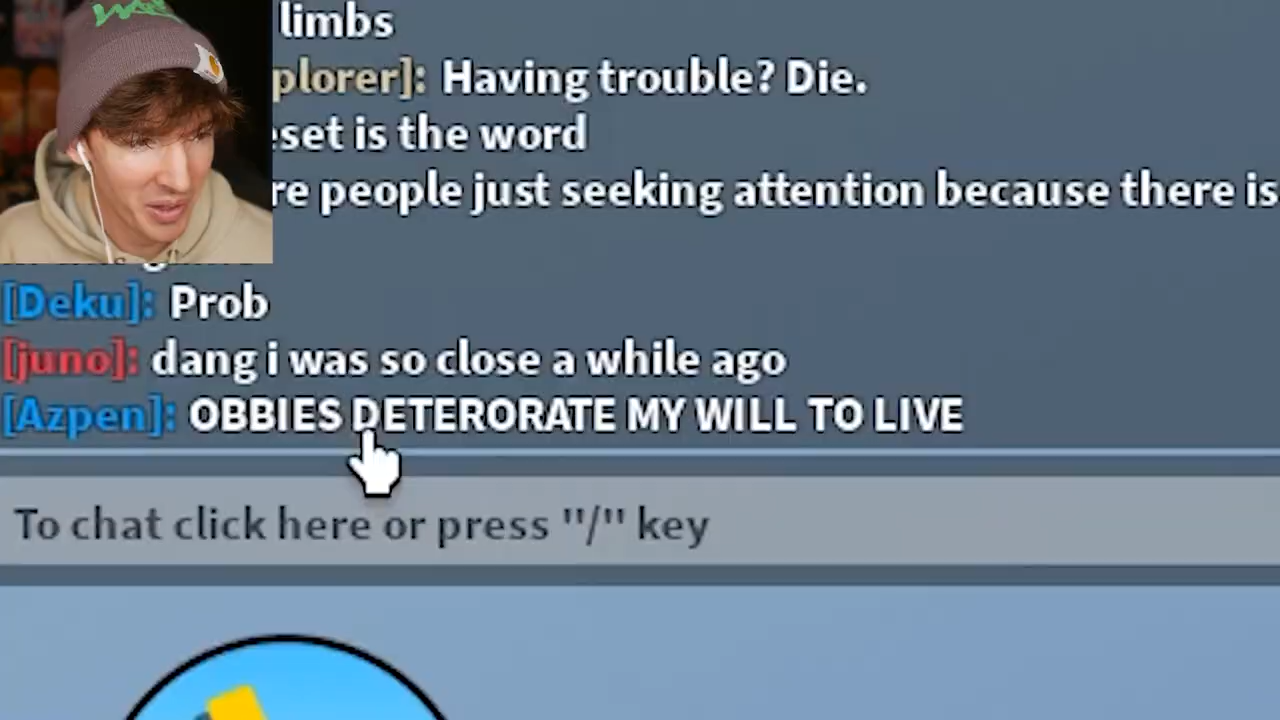 limbs
plorer]: Having trouble? Die.
eset is the word
re people just seeking attention because there is
[Deku]: Prob
[juno]: dang i was so close a while ago
[Azpen]: OBBIES DETERORATE MY WILL TO LIVE
To chat click here or press "/" key